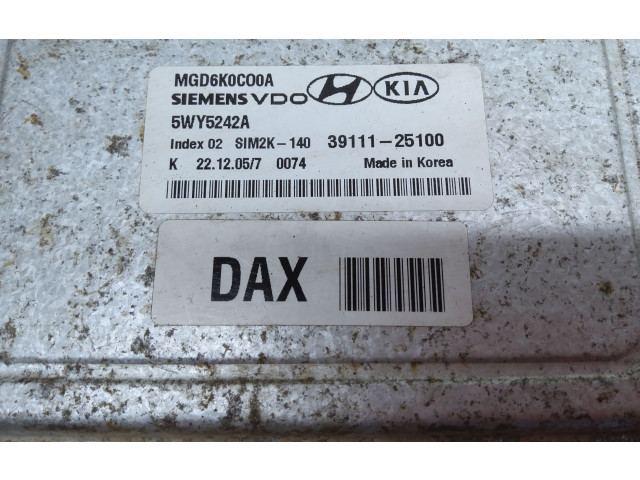 MGD6K0C00A
SIEMENS VDO KIA
5WY5242A
Index 02 SIM2K-140 39111-25100
K 22.12.05/7 0074 Made in Korea
DAX